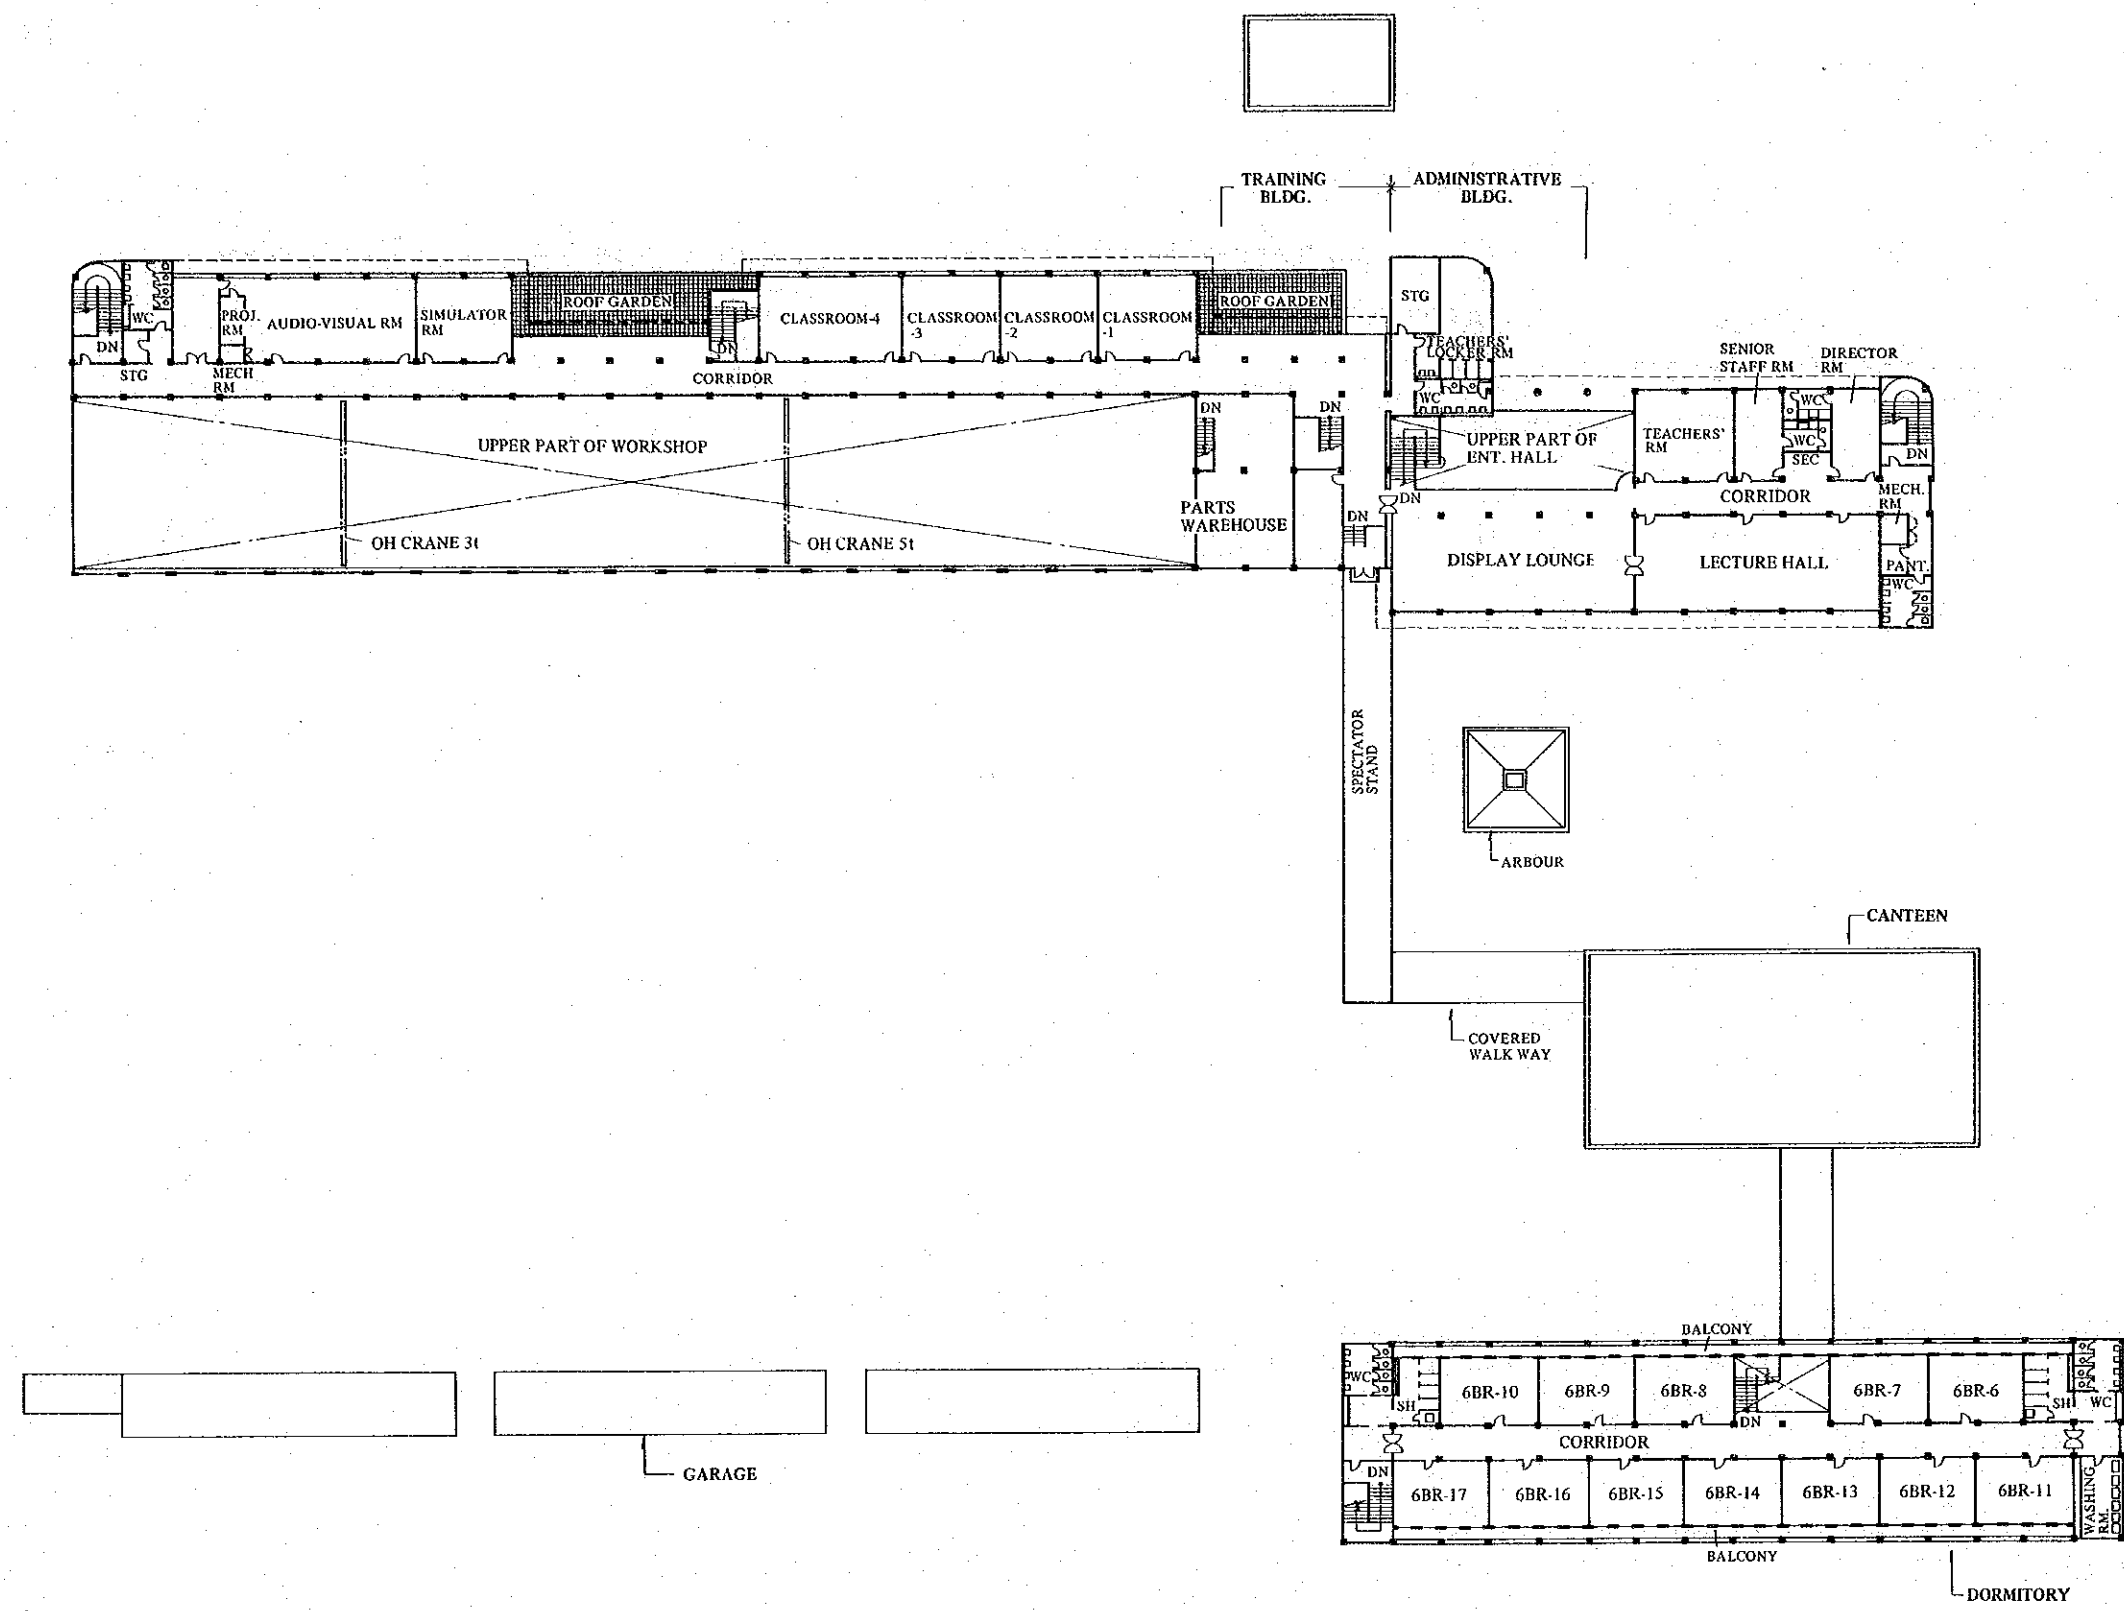 TRAINING
BLDG.
ADMINISTRATIVE
BLDG.
ROOF GARDEN
ROOF GARDEN
STG
WC
PROJ.
RM
AUDIO-VISUAL RM
SIMULATOR
RM
CLASSROOM-4
CLASSROOM
-3
CLASSROOM
-2
CLASSROOM
-1
DN
DN
STG
MECH
RM
CORRIDOR
TEACHERS'
LOCKER RM
WC
SENIOR
STAFF RM
DIRECTOR
RM
DN
DN
UPPER PART OF WORKSHOP
UPPER PART OF
ENT. HALL
TEACHERS'
RM
WC
WC
SEC
DN
DN
CORRIDOR
MECH.
RM
PARTS
WAREHOUSE
DN
OH CRANE 3t
OH CRANE 5t
DISPLAY LOUNGE
LECTURE HALL
PANT.
WC
SPECTATOR
STAND
ARBOUR
CANTEEN
COVERED
WALK WAY
BALCONY
WC
SH
6BR-10
6BR-9
6BR-8
DN
6BR-7
6BR-6
SH
WC
CORRIDOR
DN
6BR-17
6BR-16
6BR-15
6BR-14
6BR-13
6BR-12
6BR-11
WASHING
RM.
BALCONY
GARAGE
DORMITORY